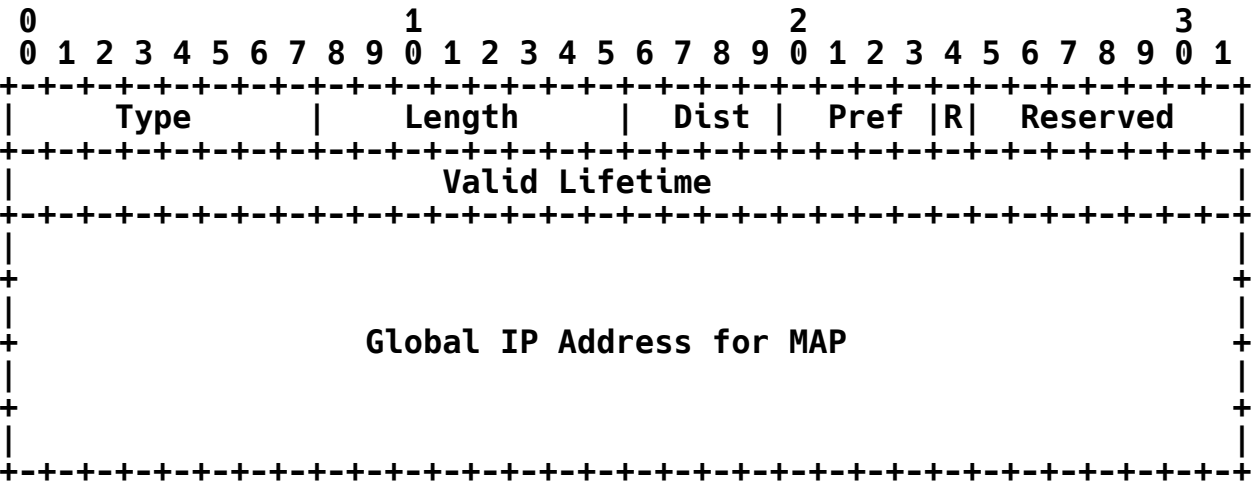 0                   1                   2                   3
 0 1 2 3 4 5 6 7 8 9 0 1 2 3 4 5 6 7 8 9 0 1 2 3 4 5 6 7 8 9 0 1
+-+-+-+-+-+-+-+-+-+-+-+-+-+-+-+-+-+-+-+-+-+-+-+-+-+-+-+-+-+-+-+-+
|     Type      |    Length     |  Dist |  Pref |R|  Reserved   |
+-+-+-+-+-+-+-+-+-+-+-+-+-+-+-+-+-+-+-+-+-+-+-+-+-+-+-+-+-+-+-+-+
|                      Valid Lifetime                           |
+-+-+-+-+-+-+-+-+-+-+-+-+-+-+-+-+-+-+-+-+-+-+-+-+-+-+-+-+-+-+-+-+
|                                                               |
+                                                               +
|                                                               |
+                  Global IP Address for MAP                    +
|                                                               |
+                                                               +
|                                                               |
+-+-+-+-+-+-+-+-+-+-+-+-+-+-+-+-+-+-+-+-+-+-+-+-+-+-+-+-+-+-+-+-+